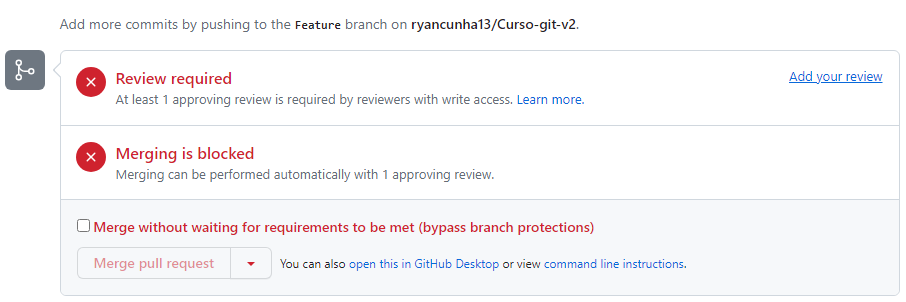 Add more commits by pushing to the Feature branch on ryancunha13/Curso-git-v2.
Review required
Add your review
At least 1 approving review is required by reviewers with write access. Learn more.
Merging is blocked
Merging can be performed automatically with 1 approving review.
Merge without waiting for requirements to be met (bypass branch protections)
Merge pull request
You can also open this in GitHub Desktop or view command line instructions.